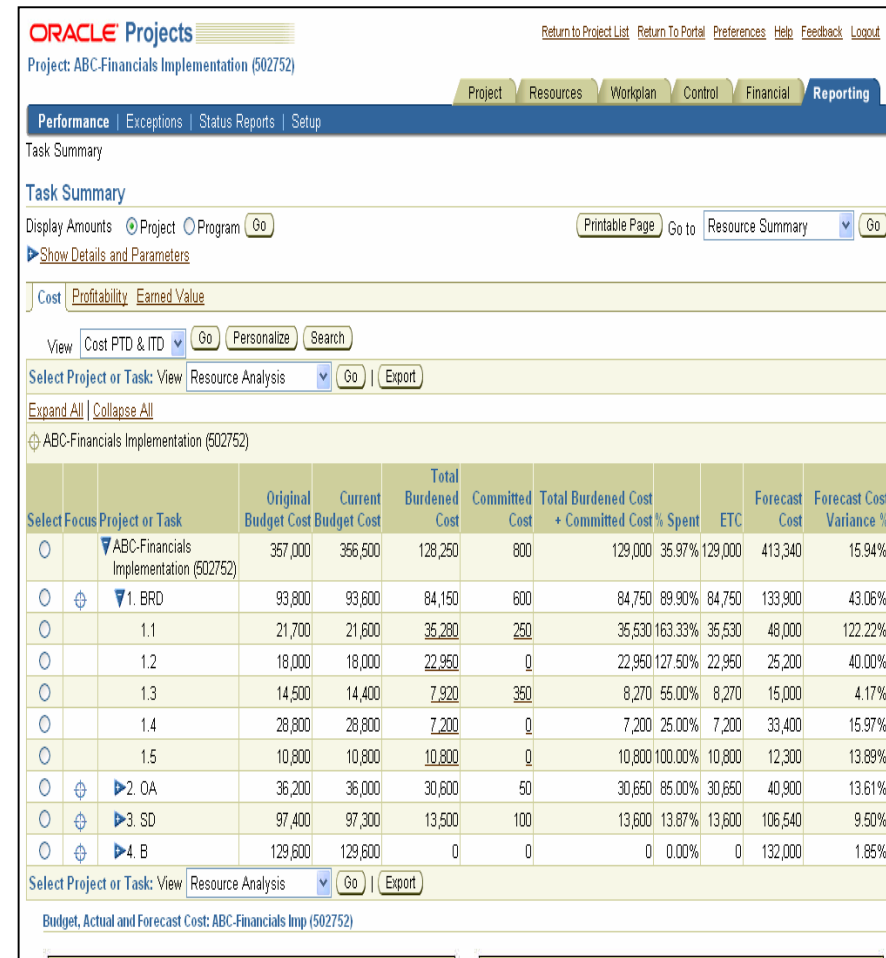 ORACLE Projects
Return to Project List Return To Portal Preferences Help Feedback Logout
Project: ABC-Financials Implementation (502752)
Project Resources Workplan Control Financial Reporting
Performance | Exceptions | Status Reports | Setup
Task Summary
Task Summary
Display Amounts Project Program Go Printable Page Go to Resource Summary Go
Show Details and Parameters
Cost Profitability Earned Value
View Cost PTD & ITD Go Personalize Search
Select Project or Task: View Resource Analysis Go | Export
Expand All | Collapse All
ABC-Financials Implementation (502752)
Select Focus Project or Task Original Budget Cost Current Budget Cost Total Burdened Cost Committed Cost Total Burdened Cost + Committed Cost % Spent ETC Forecast Cost Forecast Cost Variance %
ABC-Financials Implementation (502752) 357,000 356,500 128,250 800 129,000 35.97% 129,000 413,340 15.94%
1. BRD 93,800 93,600 84,150 600 84,750 89.90% 84,750 133,900 43.06%
1.1 21,700 21,600 35,280 250 35,530 163.33% 35,530 48,000 122.22%
1.2 18,000 18,000 22,950 0 22,950 127.50% 22,950 25,200 40.00%
1.3 14,500 14,400 7,920 350 8,270 55.00% 8,270 15,000 4.17%
1.4 28,800 28,800 7,200 0 7,200 25.00% 7,200 33,400 15.97%
1.5 10,800 10,800 10,800 0 10,800 100.00% 10,800 12,300 13.89%
2. OA 36,200 36,000 30,600 50 30,650 85.00% 30,650 40,900 13.61%
3. SD 97,400 97,300 13,500 100 13,600 13.87% 13,600 106,540 9.50%
4. B 129,600 129,600 0 0 0 0.00% 0 132,000 1.85%
Select Project or Task: View Resource Analysis Go | Export
Budget, Actual and Forecast Cost: ABC-Financials Imp (502752)